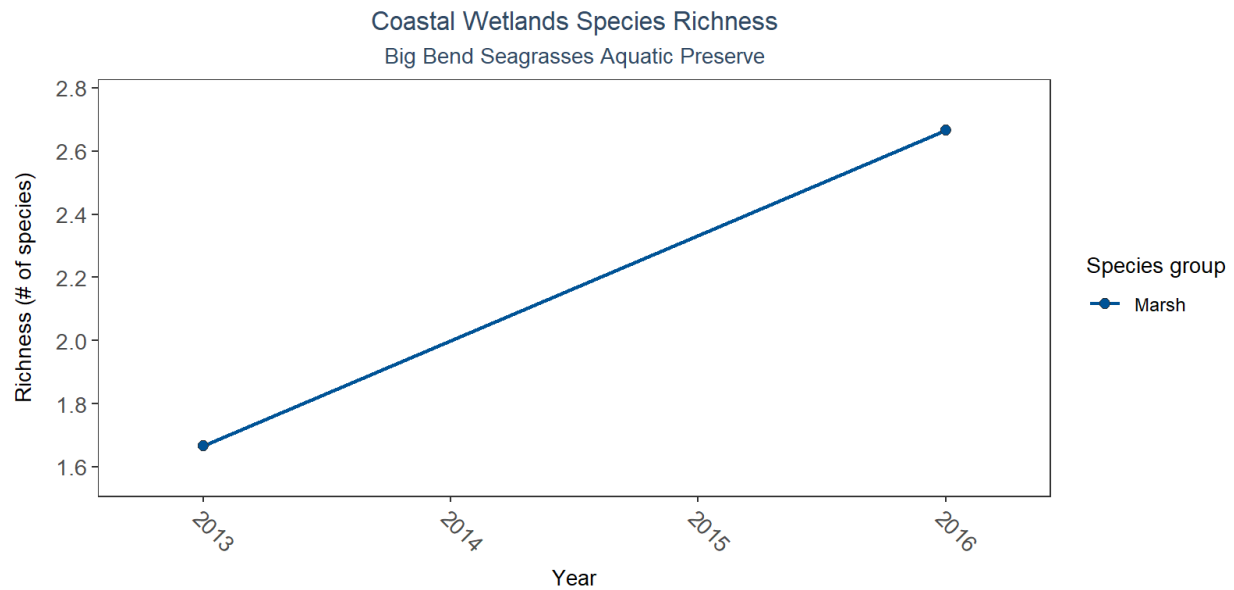 Coastal Wetlands Species Richness
Big Bend Seagrasses Aquatic Preserve
Richness (# of species)
2.8
2.6
2.4
2.2
2.0
1.8
1.6
2013
2014
2015
2016
Year
Species group
Marsh